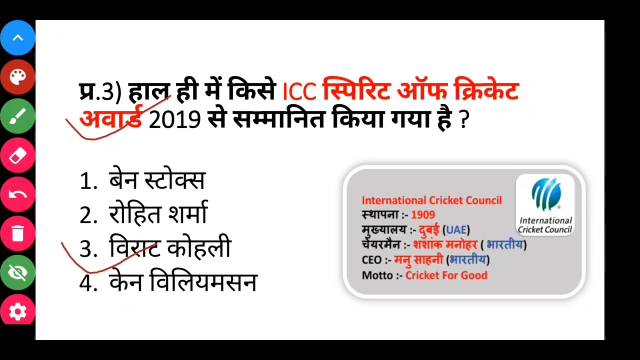 प्र.3) हाल ही में किसे ICC स्पिरिट ऑफ क्रिकेट
अवार्ड 2019 से सम्मानित किया गया है ?
1. बेन स्टोक्स
2. रोहित शर्मा
3. विराट कोहली
4. केन विलियमसन
International Cricket Council
स्थापना :- 1909
मुख्यालय :- दुबई (UAE)
चेयरमैन :- शशांक मनोहर ( भारतीय)
CEO :- मनु साहनी (भारतीय)
Motto :- Cricket For Good
ICC
International
Cricket Council